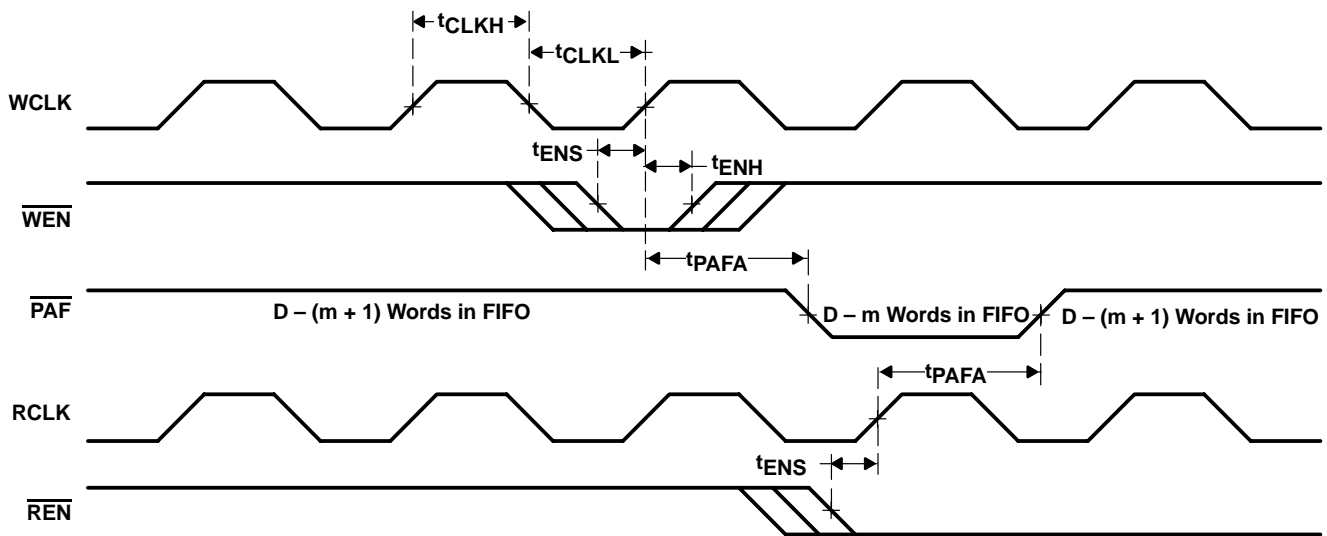 tCLKH
tCLKL
WCLK
tENS
tENH
WEN
tPAFA
PAF
D – (m + 1) Words in FIFO
D – m Words in FIFO
D – (m + 1) Words in FIFO
tPAFA
RCLK
tENS
REN